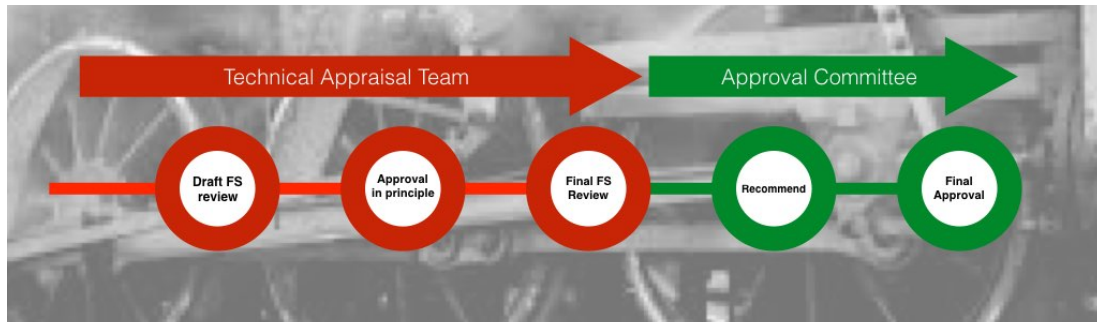 Technical Appraisal Team
Approval Committee
Draft FS
review
Approval
in principle
Final FS
Review
Recommend
Final
Approval